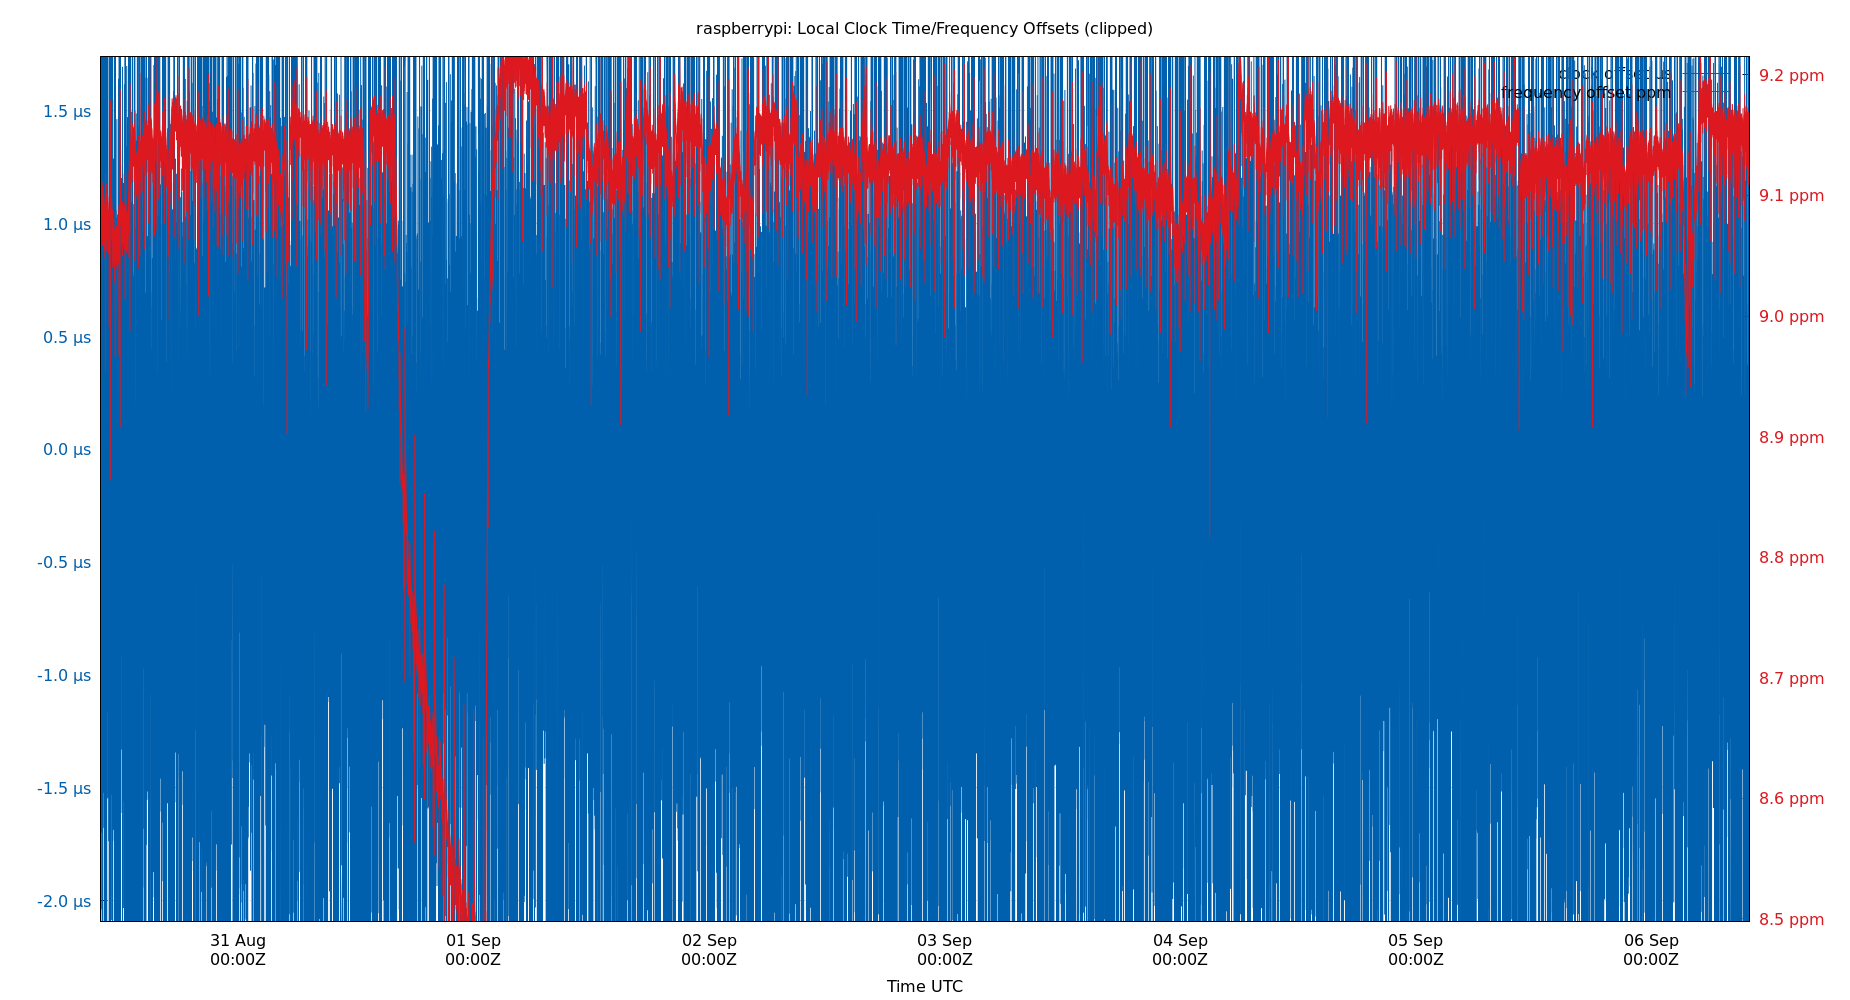 raspberrypi: Local Clock Time/Frequency Offsets (clipped)
clock offset µs
frequency offset ppm
1.5 µs
1.0 µs
0.5 µs
0.0 µs
-0.5 µs
-1.0 µs
-1.5 µs
-2.0 µs
9.2 ppm
9.1 ppm
9.0 ppm
8.9 ppm
8.8 ppm
8.7 ppm
8.6 ppm
8.5 ppm
31 Aug
00:00Z
01 Sep
00:00Z
02 Sep
00:00Z
03 Sep
00:00Z
04 Sep
00:00Z
05 Sep
00:00Z
06 Sep
00:00Z
Time UTC